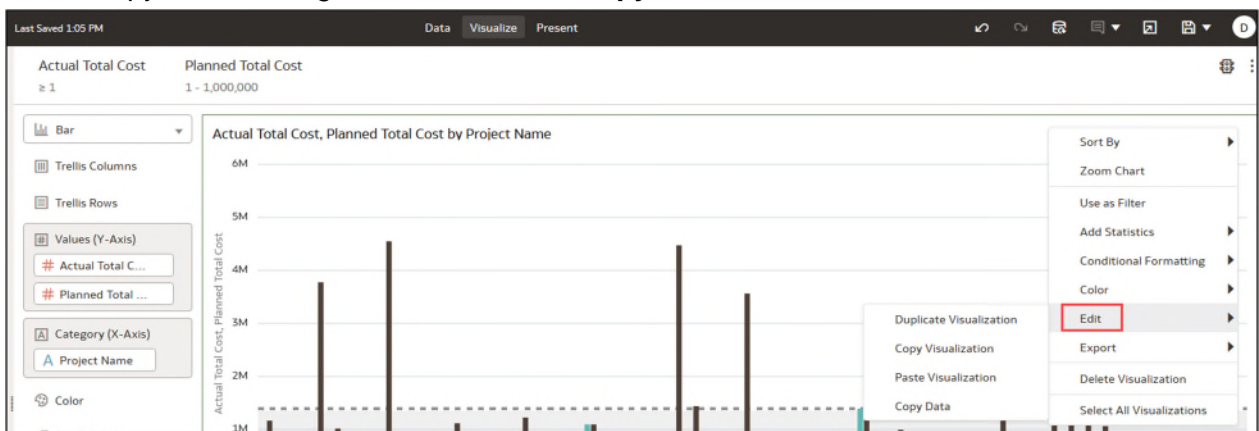 Last Saved 1:05 PM
Data Visualize Present
D
Actual Total Cost Planned Total Cost
≥ 1 1 - 1,000,000
Bar
Trellis Columns
Trellis Rows
Values (Y-Axis)
# Actual Total C...
# Planned Total ...
Category (X-Axis)
A Project Name
Color
Actual Total Cost, Planned Total Cost by Project Name
Actual Total Cost, Planned Total Cost
6M
5M
4M
3M
2M
1M
Sort By
Zoom Chart
Use as Filter
Add Statistics
Conditional Formatting
Color
Edit
Export
Delete Visualization
Select All Visualizations
Duplicate Visualization
Copy Visualization
Paste Visualization
Copy Data